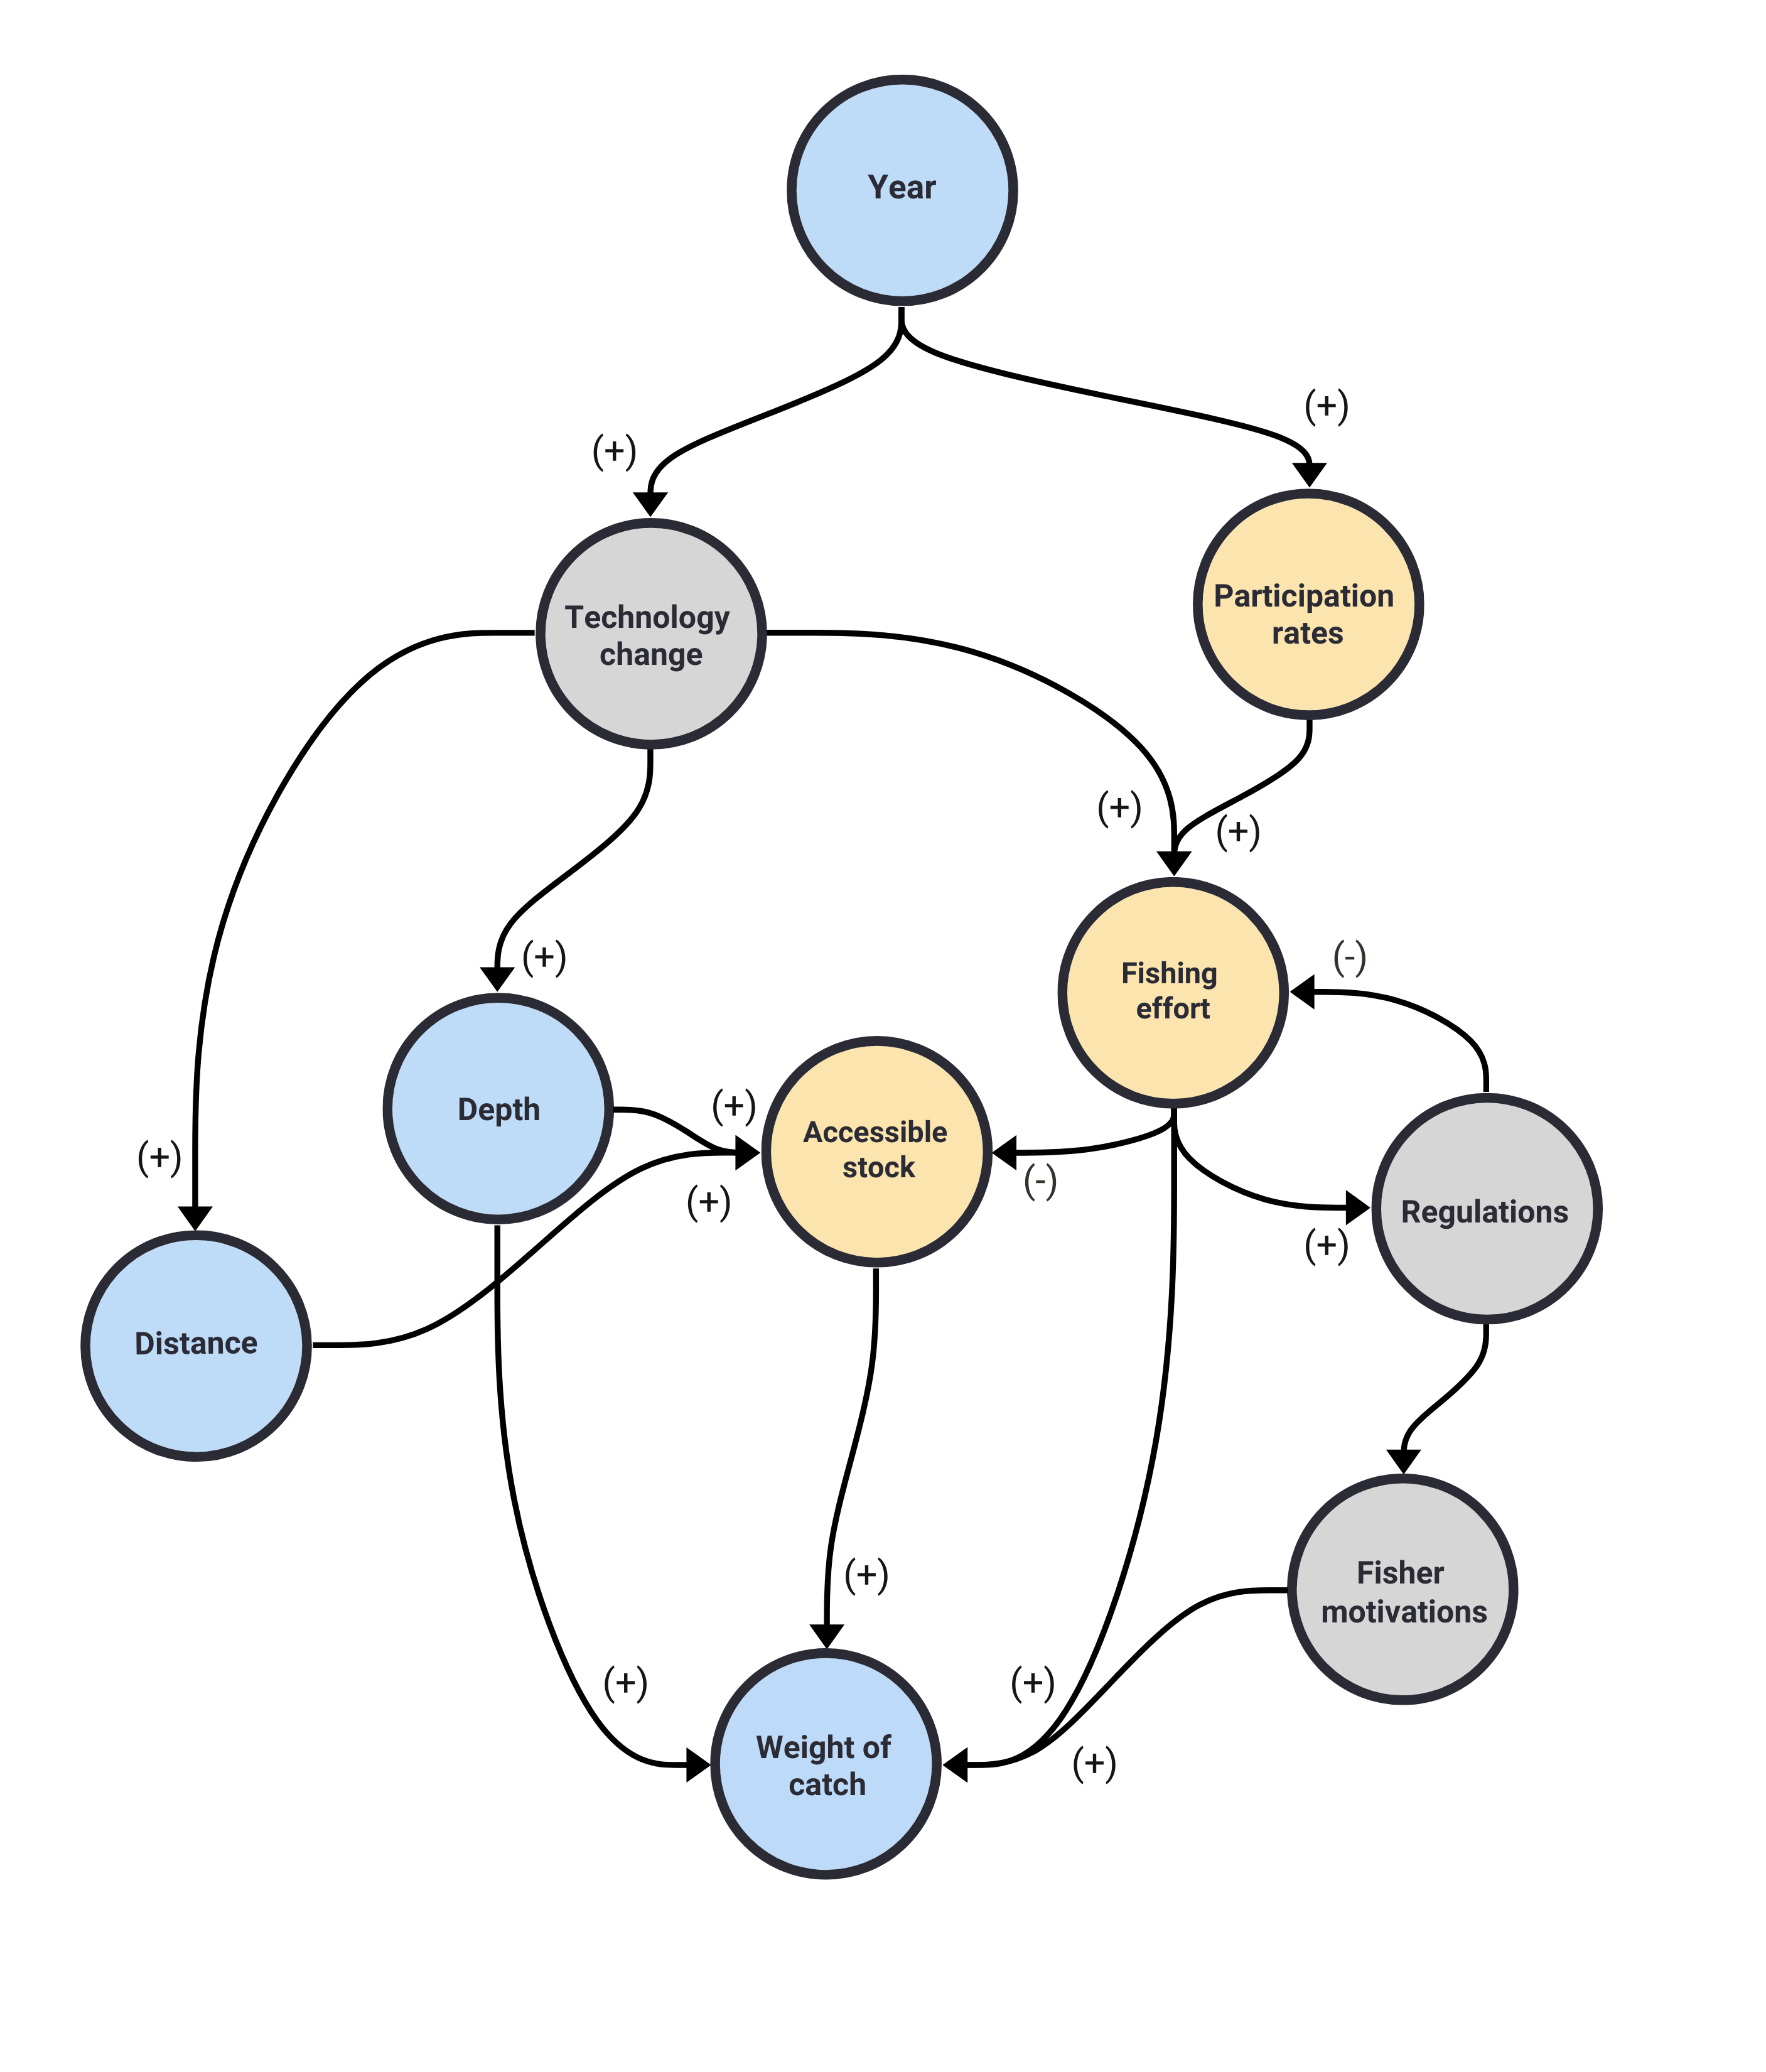 Year
(+)
(+)
Technology
change
Participation
rates
(+)
(+)
(+)
(-)
Fishing
effort
Depth
(+)
Accessible
stock
(+)
(+)
(-)
Regulations
(+)
Distance
Fisher
motivations
(+)
(+)
(+)
(+)
Weight of
catch